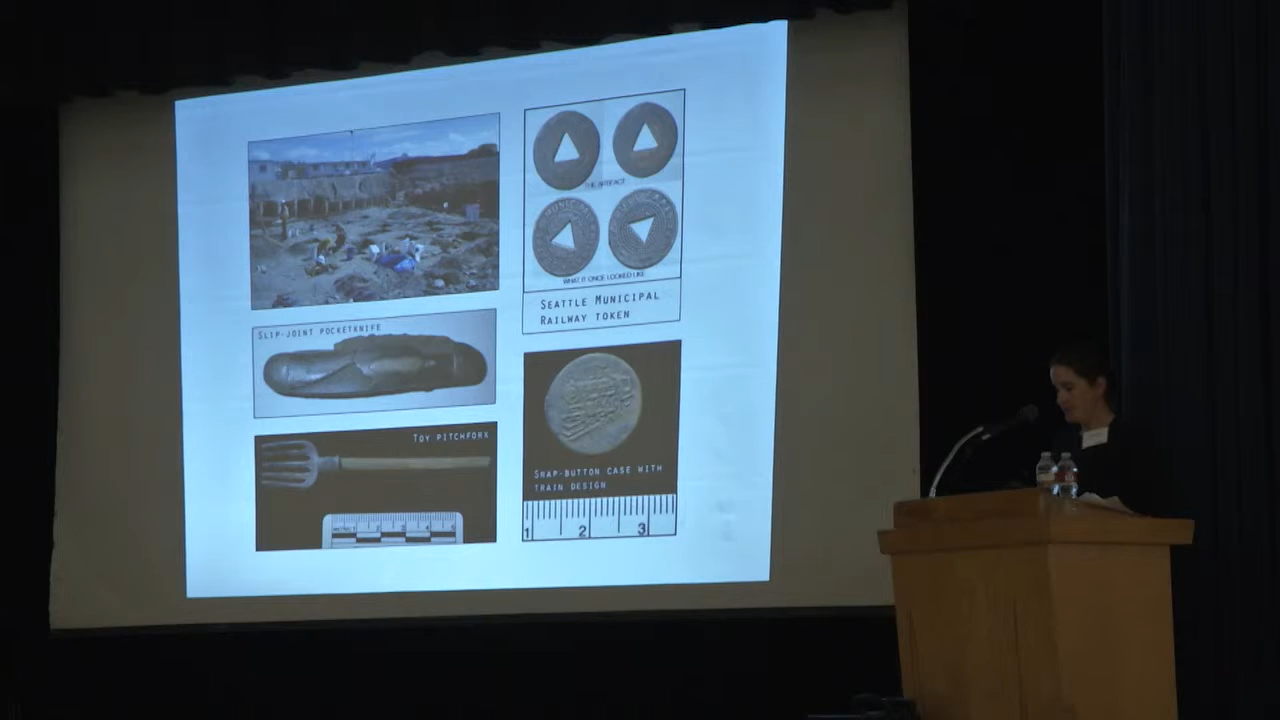 SLIP-JOINT POCKETKNIFE
TOY PITCHFORK
THE ARTIFACT
MUNICIPAL
WHAT IT ONCE LOOKED LIKE
SEATTLE MUNICIPAL
RAILWAY TOKEN
SNAP-BUTTON CASE WITH
TRAIN DESIGN
1 2 3